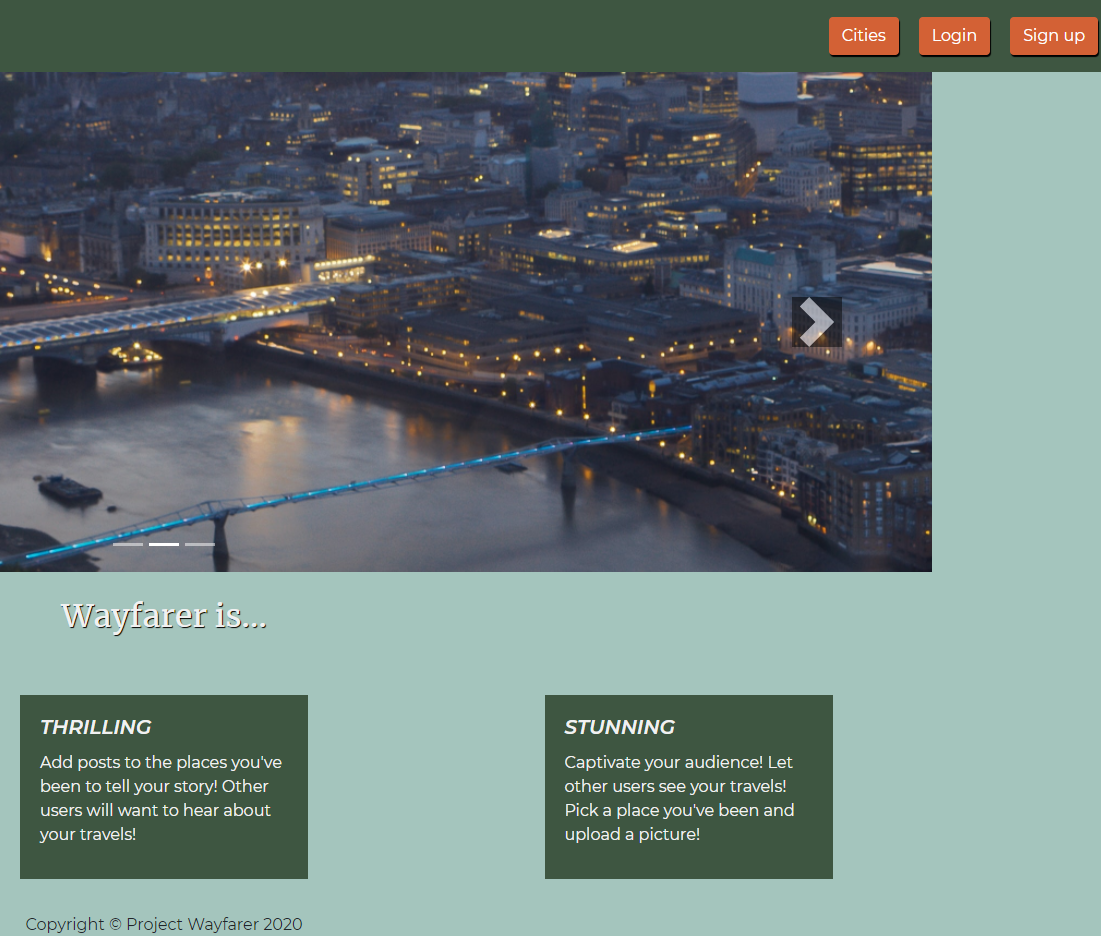 Cities Login Sign up
Wayfarer is...
THRILLING
Add posts to the places you've
been to tell your story! Other
users will want to hear about
your travels!
STUNNING
Captivate your audience! Let
other users see your travels!
Pick a place you've been and
upload a picture!
Copyright © Project Wayfarer 2020